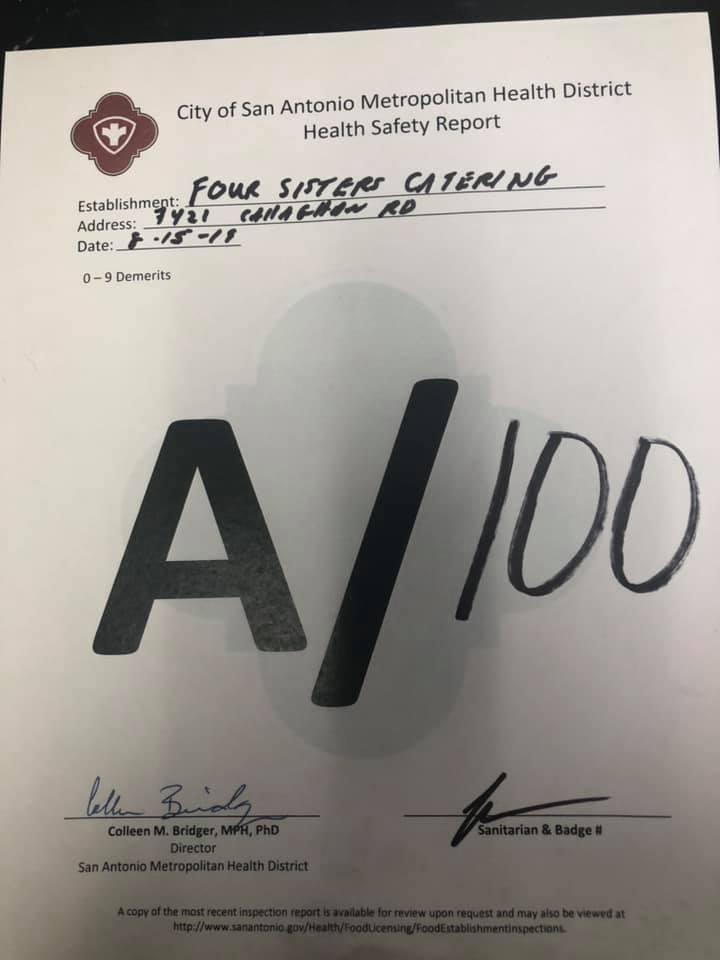 City of San Antonio Metropolitan Health District
Health Safety Report
Establishment: FOUR SISTERS CATERING
Address: 7421 CALLAGHAN RD
Date: 8-15-18
0 – 9 Demerits
A/100
Colleen M. Bridger, MPH, PhD
Director
San Antonio Metropolitan Health District
Sanitarian & Badge #
A copy of the most recent inspection report is available for review upon request and may also be viewed at
http://www.sanantonio.gov/Health/FoodLicensing/FoodEstablishmentInspections.